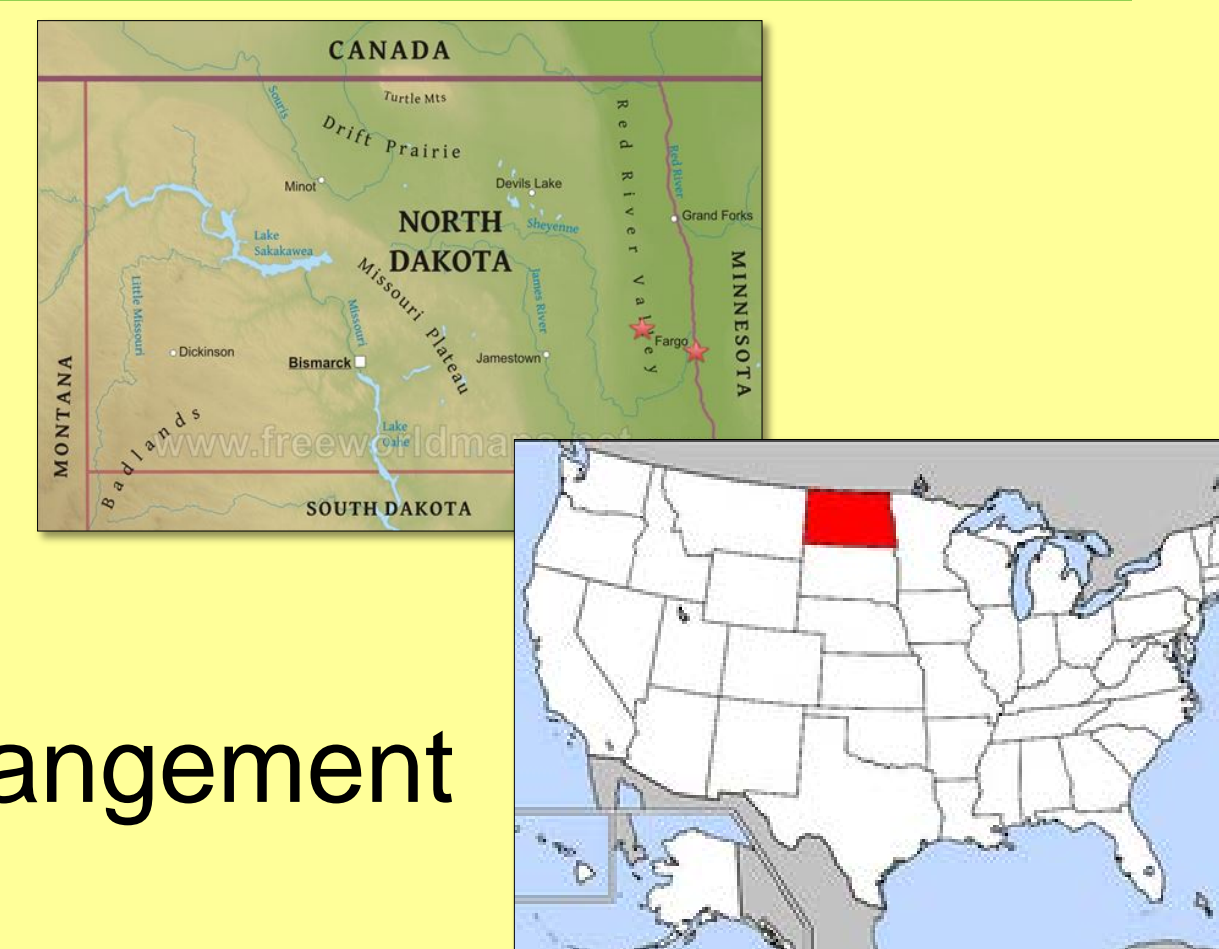 CANADA
Turtle Mts
Souris
Drift Prairie
Red River Valley
Red River
Minot
Devils Lake
Grand Forks
NORTH
DAKOTA
Sheyenne
Lake
Sakakawea
Missouri Plateau
James River
MINNESOTA
Little Missouri
Missouri
Fargo
Dickinson
Bismarck
Jamestown
MONTANA
Badlands
Lake
Oahe
SOUTH DAKOTA
angement